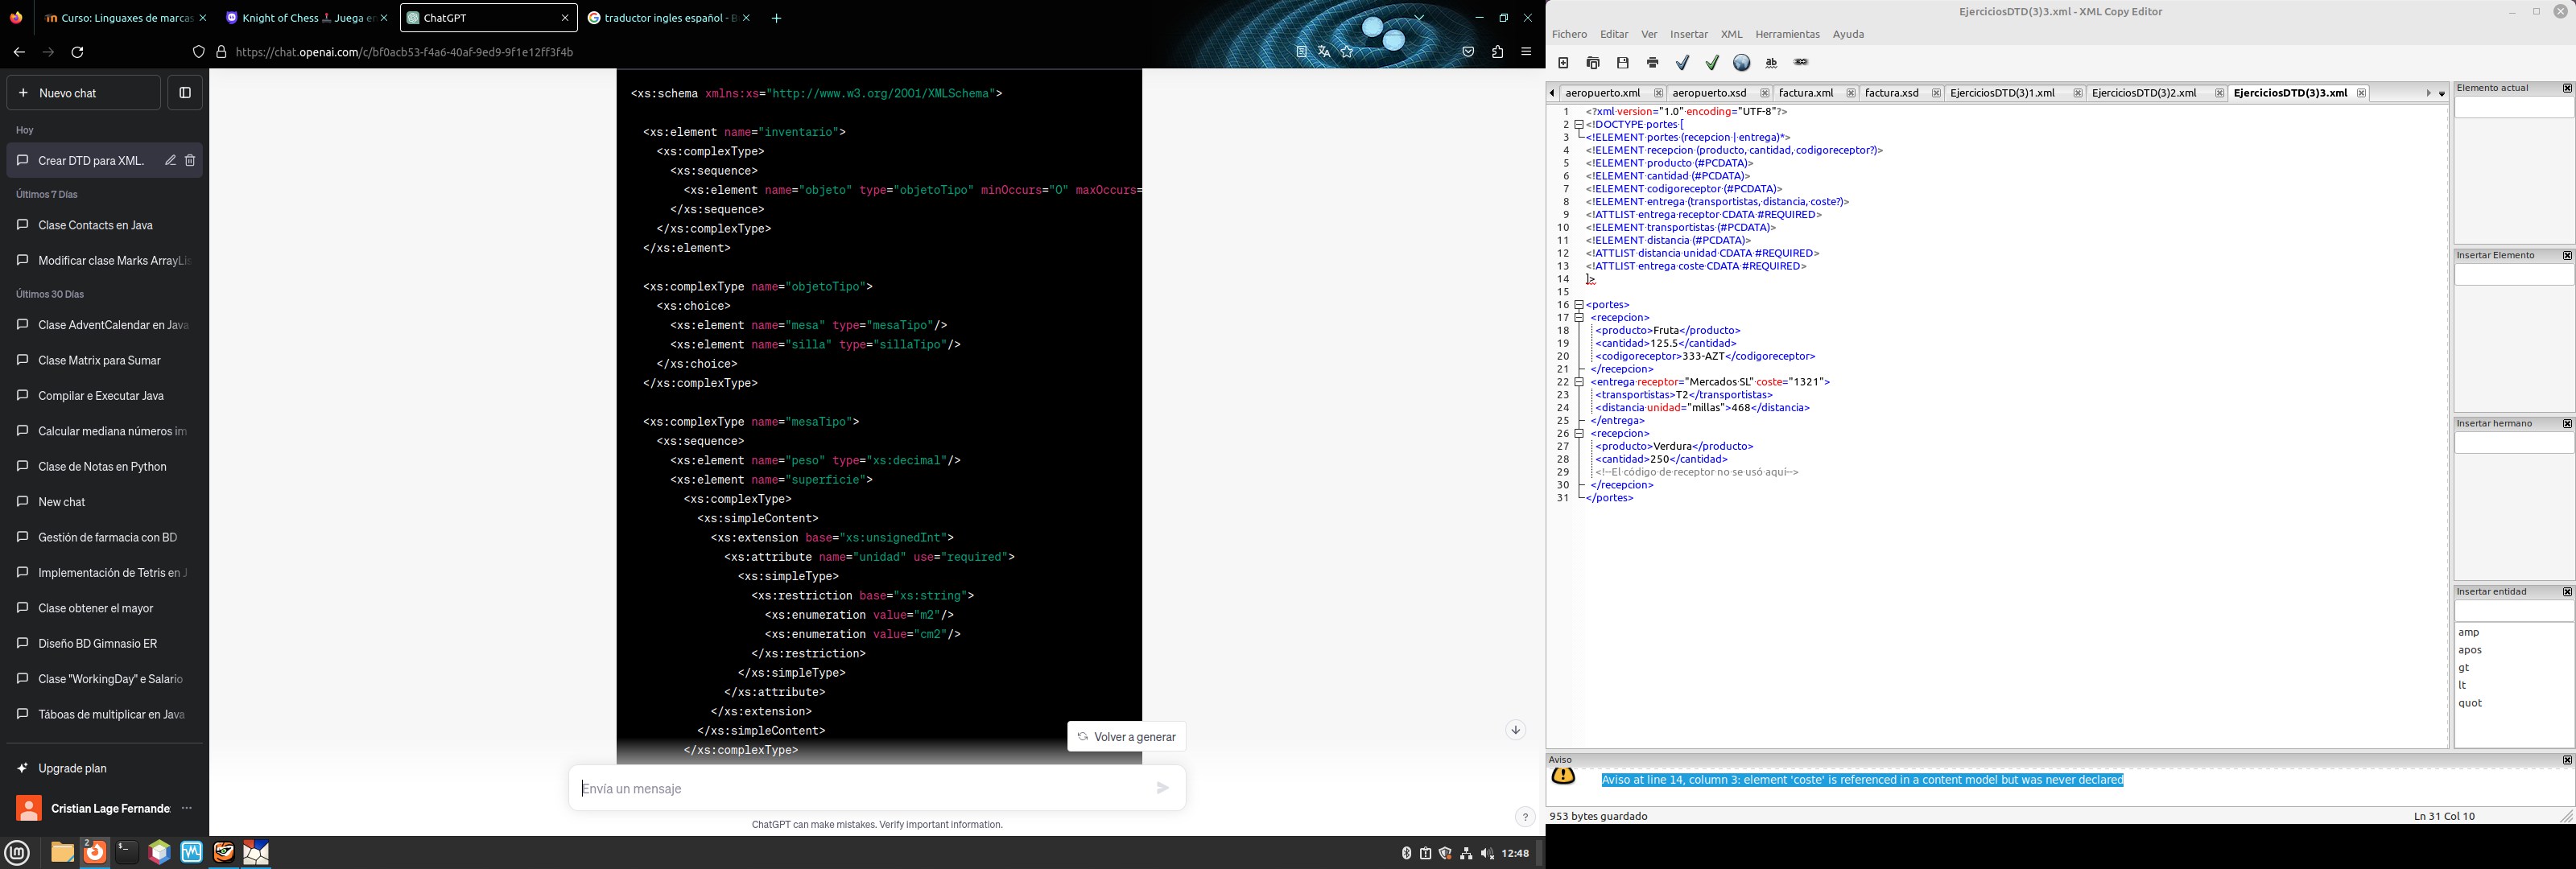 Curso: Linguaxes de marcas
Knight of Chess
Juega en
ChatGPT
traductor ingles español - B
https://chat.openai.com/c/bf0acb53-f4a6-40af-9ed9-9f1e12ff3f4b
Nuevo chat
Hoy
Crear DTD para XML.
Últimos 7 Días
Clase Contacts en Java
Modificar clase Marks ArrayLis
Últimos 30 Días
Clase AdventCalendar en Java
Clase Matrix para Sumar
Compilar e Executar Java
Calcular mediana números im
Clase de Notas en Python
New chat
Gestión de farmacia con BD
Implementación de Tetris en J
Clase obtener el mayor
Diseño BD Gimnasio ER
Clase "WorkingDay" e Salario
Táboas de multiplicar en Java
Upgrade plan
Cristian Lage Fernande
<xs:schema xmlns:xs="http://www.w3.org/2001/XMLSchema">
<xs:element name="inventario">
<xs:complexType>
<xs:sequence>
<xs:element name="objeto" type="objetoTipo" minOccurs="0" maxOccurs=
</xs:sequence>
</xs:complexType>
</xs:element>
<xs:complexType name="objetoTipo">
<xs:choice>
<xs:element name="mesa" type="mesaTipo"/>
<xs:element name="silla" type="sillaTipo"/>
</xs:choice>
</xs:complexType>
<xs:complexType name="mesaTipo">
<xs:sequence>
<xs:element name="peso" type="xs:decimal"/>
<xs:element name="superficie">
<xs:complexType>
<xs:simpleContent>
<xs:extension base="xs:unsignedInt">
<xs:attribute name="unidad" use="required">
<xs:simpleType>
<xs:restriction base="xs:string">
<xs:enumeration value="m2"/>
<xs:enumeration value="cm2"/>
</xs:restriction>
</xs:simpleType>
</xs:attribute>
</xs:extension>
</xs:simpleContent>
</xs:complexType>
Volver a generar
Envía un mensaje
ChatGPT can make mistakes. Verify important information.
?
2
12:48
EjerciciosDTD(3)3.xml - XML Copy Editor
Fichero Editar Ver Insertar XML Herramientas Ayuda
aeropuerto.xml aeropuerto.xsd factura.xml factura.xsd EjerciciosDTD(3)1.xml EjerciciosDTD(3)2.xml EjerciciosDTD(3)3.xml
1 <?xml version="1.0" encoding="UTF-8"?>
2 <!DOCTYPE portes [
3 <!ELEMENT portes (recepcion | entrega)*>
4 <!ELEMENT recepcion (producto, cantidad, codigoreceptor?)>
5 <!ELEMENT producto (#PCDATA)>
6 <!ELEMENT cantidad (#PCDATA)>
7 <!ELEMENT codigoreceptor (#PCDATA)>
8 <!ELEMENT entrega (transportistas, distancia, coste?)>
9 <!ATTLIST entrega receptor CDATA #REQUIRED>
10 <!ELEMENT transportistas (#PCDATA)>
11 <!ELEMENT distancia (#PCDATA)>
12 <!ATTLIST distancia unidad CDATA #REQUIRED>
13 <!ATTLIST entrega coste CDATA #REQUIRED>
14 ]>
15
16 <portes>
17 <recepcion>
18 <producto>Fruta</producto>
19 <cantidad>125.5</cantidad>
20 <codigoreceptor>333-AZT</codigoreceptor>
21 </recepcion>
22 <entrega receptor="Mercados SL" coste="1321">
23 <transportistas>T2</transportistas>
24 <distancia unidad="millas">468</distancia>
25 </entrega>
26 <recepcion>
27 <producto>Verdura</producto>
28 <cantidad>250</cantidad>
29 <!--El código de receptor no se usó aquí-->
30 </recepcion>
31 </portes>
Elemento actual
Insertar Elemento
Insertar hermano
Insertar entidad
amp
apos
gt
lt
quot
Aviso
Aviso at line 14, column 3: element 'coste' is referenced in a content model but was never declared
953 bytes guardado
Ln 31 Col 10